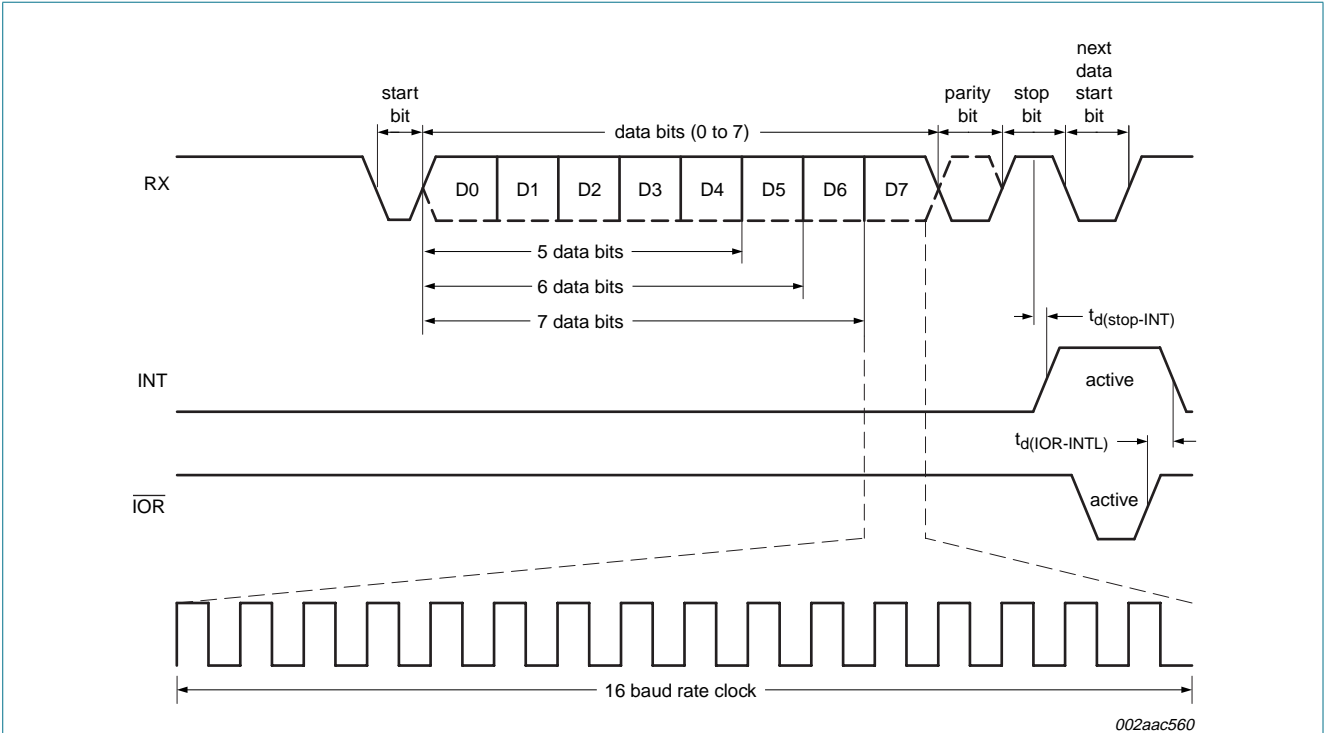 next
data
start
bit
start
bit
parity
bit
stop
bit
data bits (0 to 7)
RX
D0 D1 D2 D3 D4 D5 D6 D7
5 data bits
6 data bits
7 data bits
td(stop-INT)
INT
active
td(IOR-INTL)
IOR
active
16 baud rate clock
002aac560